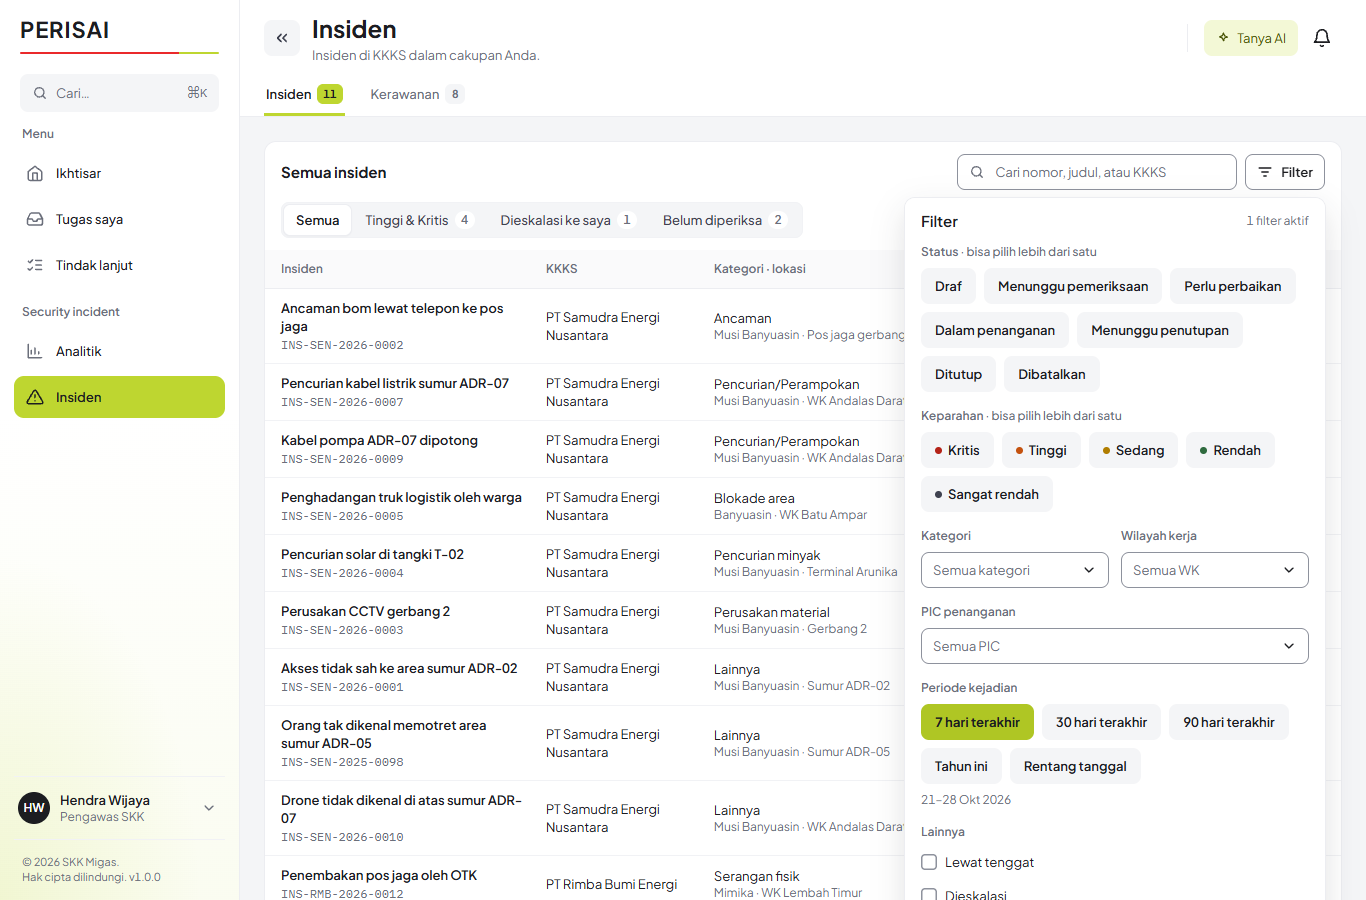 PERISAI
Cari...
⌘K
Menu
Ikhtisar
Tugas saya
Tindak lanjut
Security incident
Analitik
Insiden
HW
Hendra Wijaya
Pengawas SKK
© 2026 SKK Migas.
Hak cipta dilindungi. v1.0.0
Insiden
Insiden di KKKS dalam cakupan Anda.
Tanya AI
Insiden 11
Kerawanan 8
Semua insiden
Cari nomor, judul, atau KKKS
Filter
Semua
Tinggi & Kritis 4
Dieskalasi ke saya 1
Belum diperiksa 2
Insiden
KKKS
Kategori · lokasi
Ancaman bom lewat telepon ke pos
jaga
INS-SEN-2026-0002
PT Samudra Energi
Nusantara
Ancaman
Musi Banyuasin · Pos jaga gerbang
Pencurian kabel listrik sumur ADR-07
INS-SEN-2026-0007
PT Samudra Energi
Nusantara
Pencurian/Perampokan
Musi Banyuasin · WK Andalas Darat
Kabel pompa ADR-07 dipotong
INS-SEN-2026-0009
PT Samudra Energi
Nusantara
Pencurian/Perampokan
Musi Banyuasin · WK Andalas Darat
Penghadangan truk logistik oleh warga
INS-SEN-2026-0005
PT Samudra Energi
Nusantara
Blokade area
Banyuasin · WK Batu Ampar
Pencurian solar di tangki T-02
INS-SEN-2026-0004
PT Samudra Energi
Nusantara
Pencurian minyak
Musi Banyuasin · Terminal Arunika
Perusakan CCTV gerbang 2
INS-SEN-2026-0003
PT Samudra Energi
Nusantara
Perusakan material
Musi Banyuasin · Gerbang 2
Akses tidak sah ke area sumur ADR-02
INS-SEN-2026-0001
PT Samudra Energi
Nusantara
Lainnya
Musi Banyuasin · Sumur ADR-02
Orang tak dikenal memotret area
sumur ADR-05
INS-SEN-2025-0098
PT Samudra Energi
Nusantara
Lainnya
Musi Banyuasin · Sumur ADR-05
Drone tidak dikenal di atas sumur ADR-
07
INS-SEN-2026-0010
PT Samudra Energi
Nusantara
Lainnya
Musi Banyuasin · WK Andalas Darat
Penembakan pos jaga oleh OTK
INS-RMB-2026-0012
PT Rimba Bumi Energi
Serangan fisik
Mimika · WK Lembah Timur
Filter
1 filter aktif
Status · bisa pilih lebih dari satu
Draf
Menunggu pemeriksaan
Perlu perbaikan
Dalam penanganan
Menunggu penutupan
Ditutup
Dibatalkan
Keparahan · bisa pilih lebih dari satu
Kritis
Tinggi
Sedang
Rendah
Sangat rendah
Kategori
Wilayah kerja
Semua kategori
Semua WK
PIC penanganan
Semua PIC
Periode kejadian
7 hari terakhir
30 hari terakhir
90 hari terakhir
Tahun ini
Rentang tanggal
21–28 Okt 2026
Lainnya
Lewat tenggat
Dieskalasi